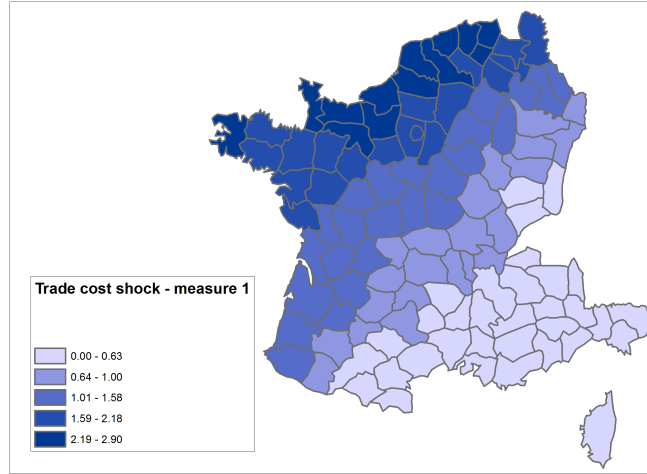 Trade cost shock - measure 1
0.00 - 0.63
0.64 - 1.00
1.01 - 1.58
1.59 - 2.18
2.19 - 2.90